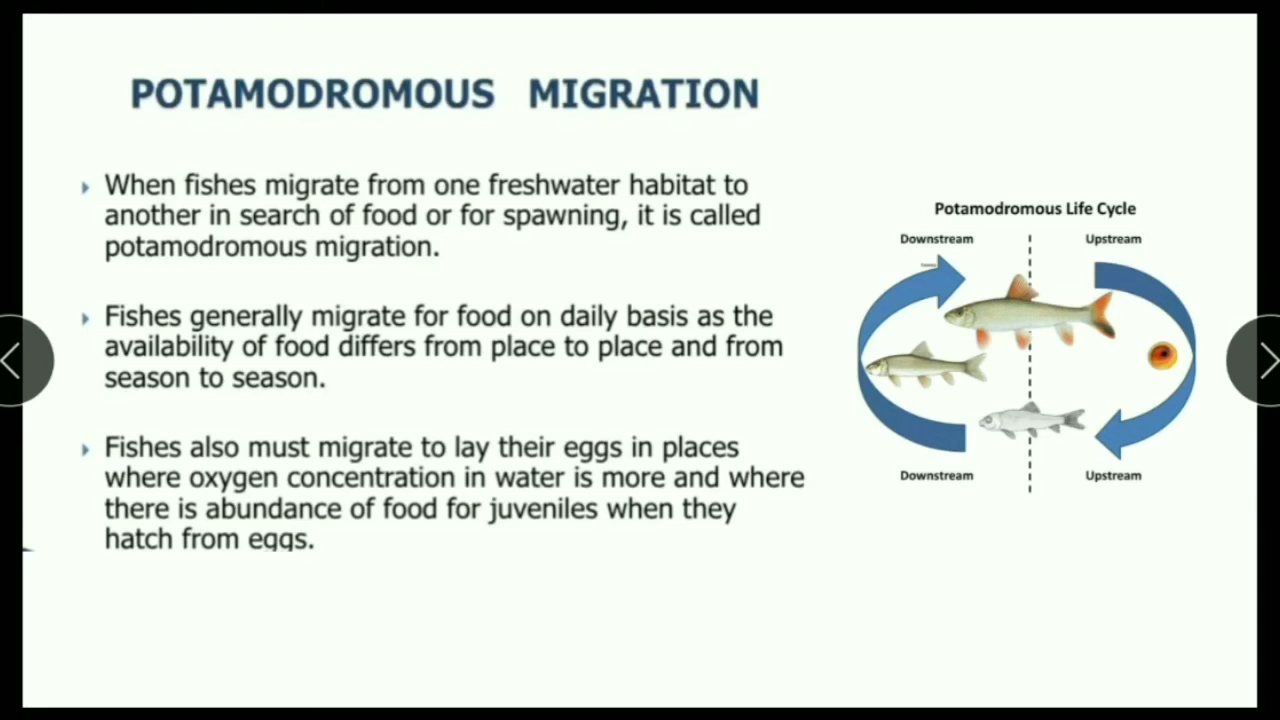 POTAMODROMOUS MIGRATION
When fishes migrate from one freshwater habitat to
another in search of food or for spawning, it is called
potamodromous migration.
Fishes generally migrate for food on daily basis as the
availability of food differs from place to place and from
season to season.
Fishes also must migrate to lay their eggs in places
where oxygen concentration in water is more and where
there is abundance of food for juveniles when they
hatch from eggs.
Potamodromous Life Cycle
Downstream
Upstream
Downstream
Upstream